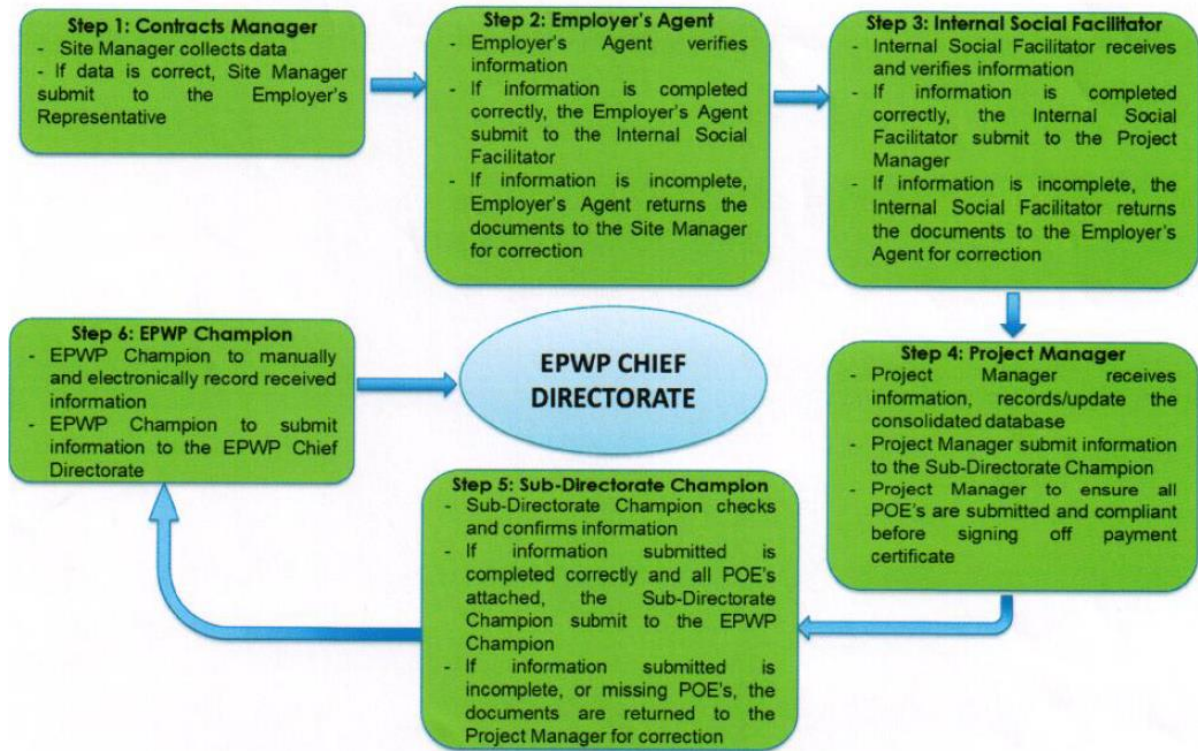 Step 1: Contracts Manager
- Site Manager collects data
- If data is correct, Site Manager
submit to the Employer's
Representative
Step 2: Employer's Agent
- Employer's Agent verifies
information
- If information is completed
correctly, the Employer's Agent
submit to the Internal Social
Facilitator
- If information is incomplete,
Employer's Agent returns the
documents to the Site Manager
for correction
Step 3: Internal Social Facilitator
- Internal Social Facilitator receives
and verifies information
- If information is completed
correctly, the Internal Social
Facilitator submit to the Project
Manager
- If information is incomplete, the
Internal Social Facilitator returns
the documents to the Employer's
Agent for correction
Step 4: Project Manager
- Project Manager receives
information, records/update the
consolidated database
- Project Manager submit information
to the Sub-Directorate Champion
- Project Manager to ensure all
POE's are submitted and compliant
before signing off payment
certificate
Step 5: Sub-Directorate Champion
- Sub-Directorate Champion checks
and confirms information
- If information submitted is
completed correctly and all POE's
attached, the Sub-Directorate
Champion submit to the EPWP
Champion
- If information submitted is
incomplete, or missing POE's, the
documents are returned to the
Project Manager for correction
Step 6: EPWP Champion
- EPWP Champion to manually
and electronically record received
information
- EPWP Champion to submit
information to the EPWP Chief
Directorate
EPWP CHIEF
DIRECTORATE